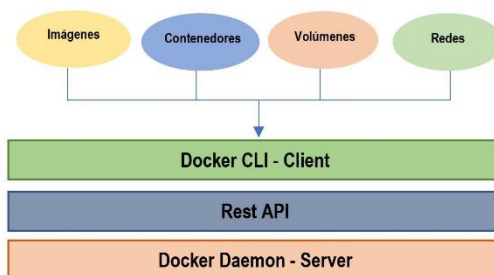 Imágenes
Contenedores
Volúmenes
Redes
Docker CLI - Client
Rest API
Docker Daemon - Server